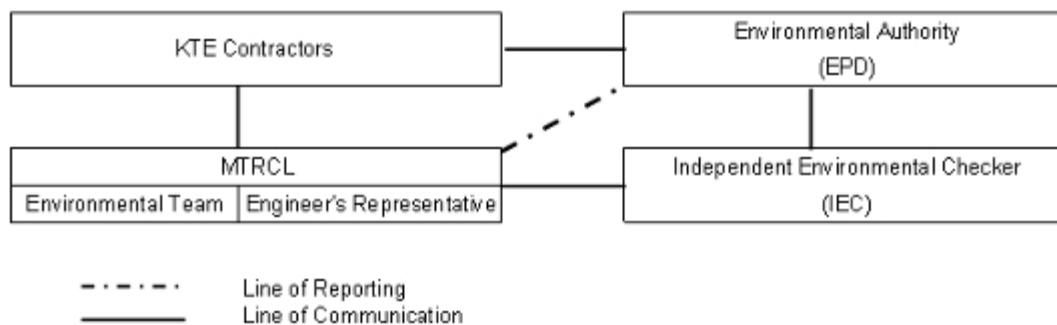 KTE Contractors
Environmental Authority
(EPD)
MTRCL
Environmental Team
Engineer's Representative
Independent Environmental Checker
(IEC)
Line of Reporting
Line of Communication